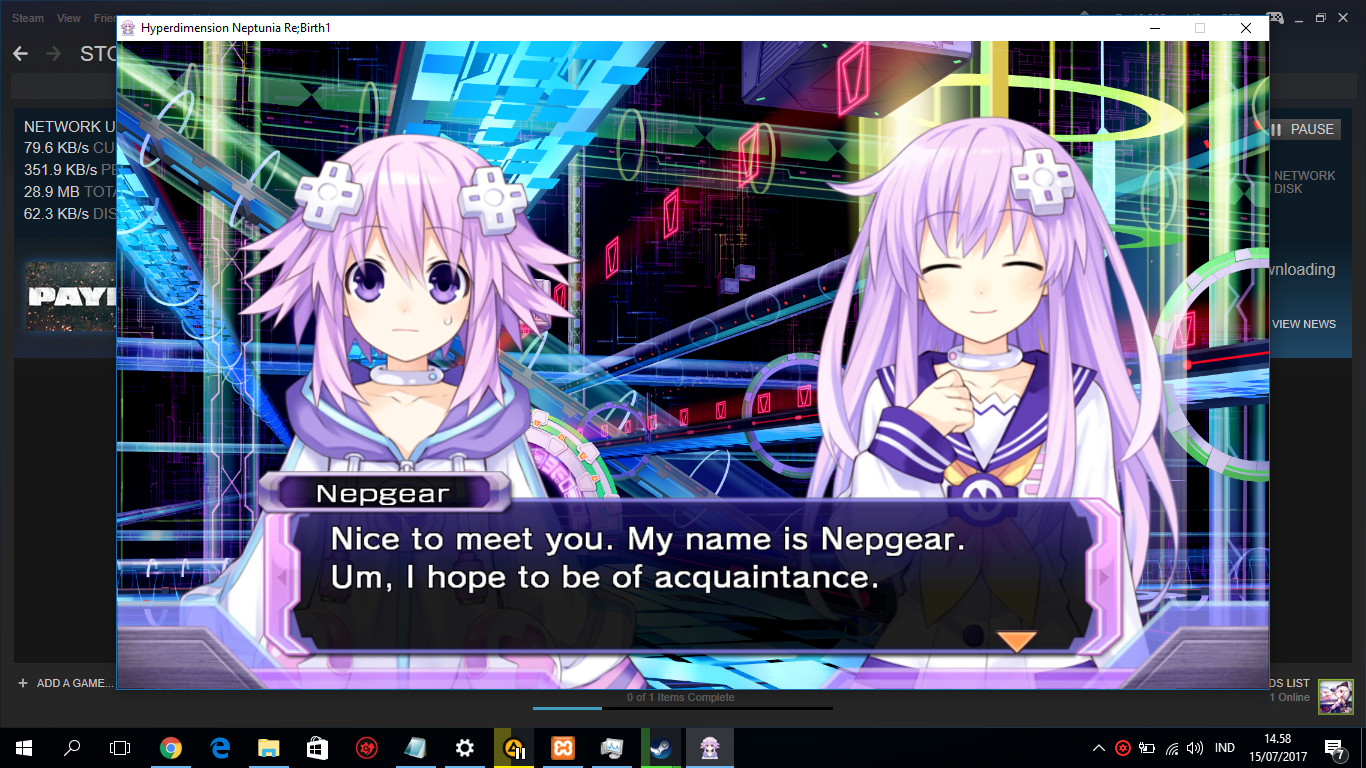 Steam View
Hyperdimension Neptunia Re;Birth1
NETWORK
79.6 KB/s
351.9 KB/s
28.9 MB
62.3 KB/s
PAUSE
NETWORK
DISK
VIEW NEWS
Nepgear
Nice to meet you. My name is Nepgear.
Um, I hope to be of acquaintance.
+ ADD A GAME...
0 of 1 Items Complete
LIST
1 Online
IND
14.58
15/07/2017
7